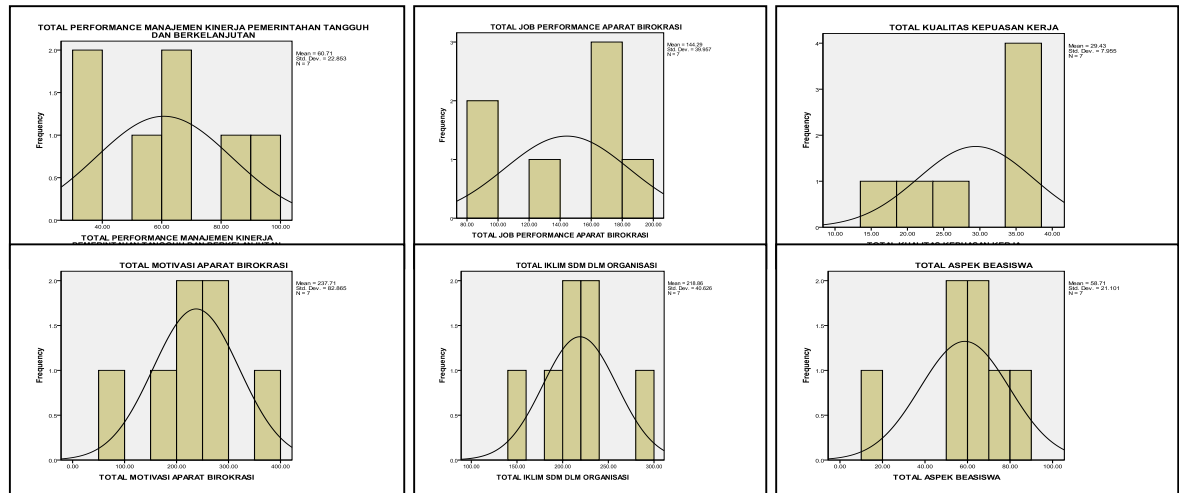 TOTAL PERFORMANCE MANAJEMEN KINERJA PEMERINTAHAN TANGGUH
DAN BERKELANJUTAN
Mean = 60.71
Std. Dev. = 22.853
N = 7
2.0
1.5
1.0
0.5
0.0
Frequency
40.00 60.00 80.00 100.00
TOTAL PERFORMANCE MANAJEMEN KINERJA
PEMERINTAHAN TANGGUH DAN BERKELANJUTAN
TOTAL JOB PERFORMANCE APARAT BIROKRASI
Mean = 144.29
Std. Dev. = 39.957
N = 7
3
2
1
0
Frequency
80.00 100.00 120.00 140.00 160.00 180.00 200.00
TOTAL JOB PERFORMANCE APARAT BIROKRASI
TOTAL KUALITAS KEPUASAN KERJA
Mean = 29.43
Std. Dev. = 7.955
N = 7
4
3
2
1
0
Frequency
10.00 15.00 20.00 25.00 30.00 35.00 40.00
TOTAL KUALITAS KEPUASAN KERJA
TOTAL MOTIVASI APARAT BIROKRASI
Mean = 237.71
Std. Dev. = 82.865
N = 7
2.0
1.5
1.0
0.5
0.0
Frequency
0.00 100.00 200.00 300.00 400.00
TOTAL MOTIVASI APARAT BIROKRASI
TOTAL IKLIM SDM DLM ORGANISASI
Mean = 218.86
Std. Dev. = 40.626
N = 7
2.0
1.5
1.0
0.5
0.0
Frequency
100.00 150.00 200.00 250.00 300.00
TOTAL IKLIM SDM DLM ORGANISASI
TOTAL ASPEK BEASISWA
Mean = 58.71
Std. Dev. = 21.101
N = 7
2.0
1.5
1.0
0.5
0.0
Frequency
0.00 20.00 40.00 60.00 80.00 100.00
TOTAL ASPEK BEASISWA